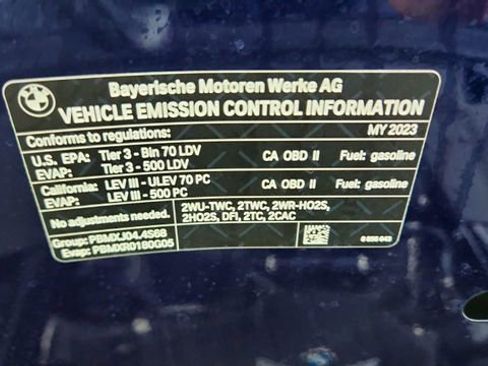 BMW
Bayerische Motoren Werke AG
VEHICLE EMISSION CONTROL INFORMATION
Conforms to regulations: MY 2023
U.S. EPA: Tier 3 - Bin 70 LDV CA OBD II Fuel: gasoline
EVAP: Tier 3 - 500 LDV
California: LEV III - ULEV 70 PC CA OBD II Fuel: gasoline
EVAP: LEV III - 500 PC
No adjustments needed. 2WU-TWC, 2TWC, 2WR-HO2S,
2HO2S, DFI, 2TC, 2CAC
Group: PBMXJ04.4S68
Evap: PBMXR0180G05